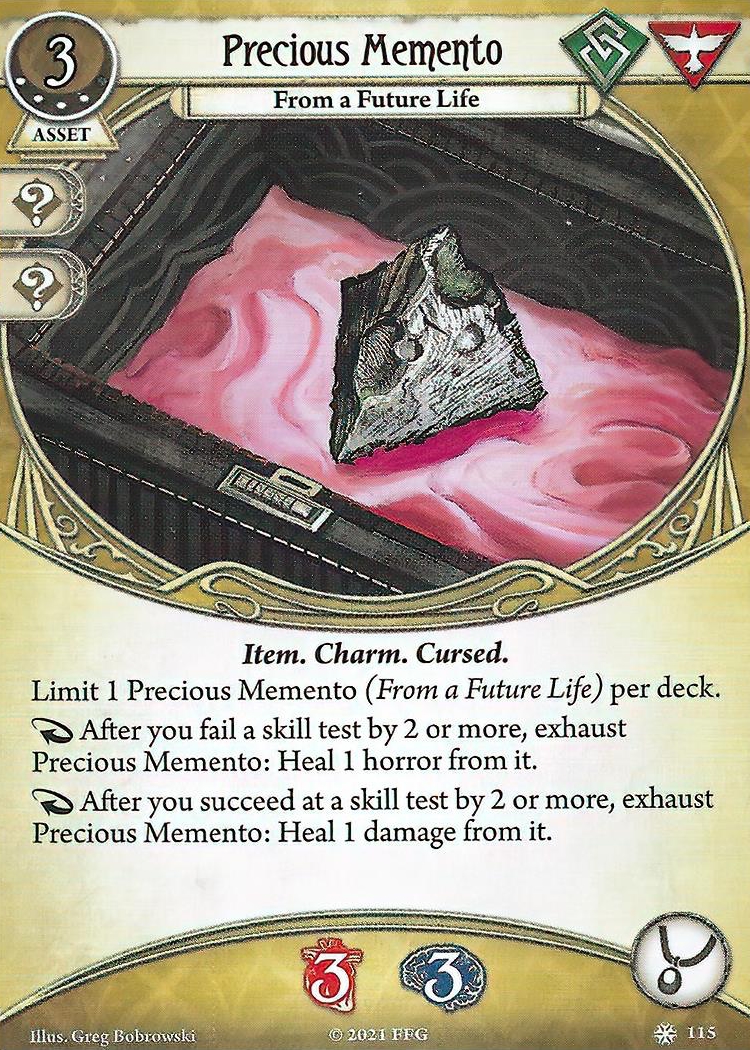 3
Precious Memento
From a Future Life
ASSET
?
?
Item. Charm. Cursed.
Limit 1 Precious Memento (From a Future Life) per deck.
After you fail a skill test by 2 or more, exhaust
Precious Memento: Heal 1 horror from it.
After you succeed at a skill test by 2 or more, exhaust
Precious Memento: Heal 1 damage from it.
3 3
Illus. Greg Bobrowski © 2021 FFG 115